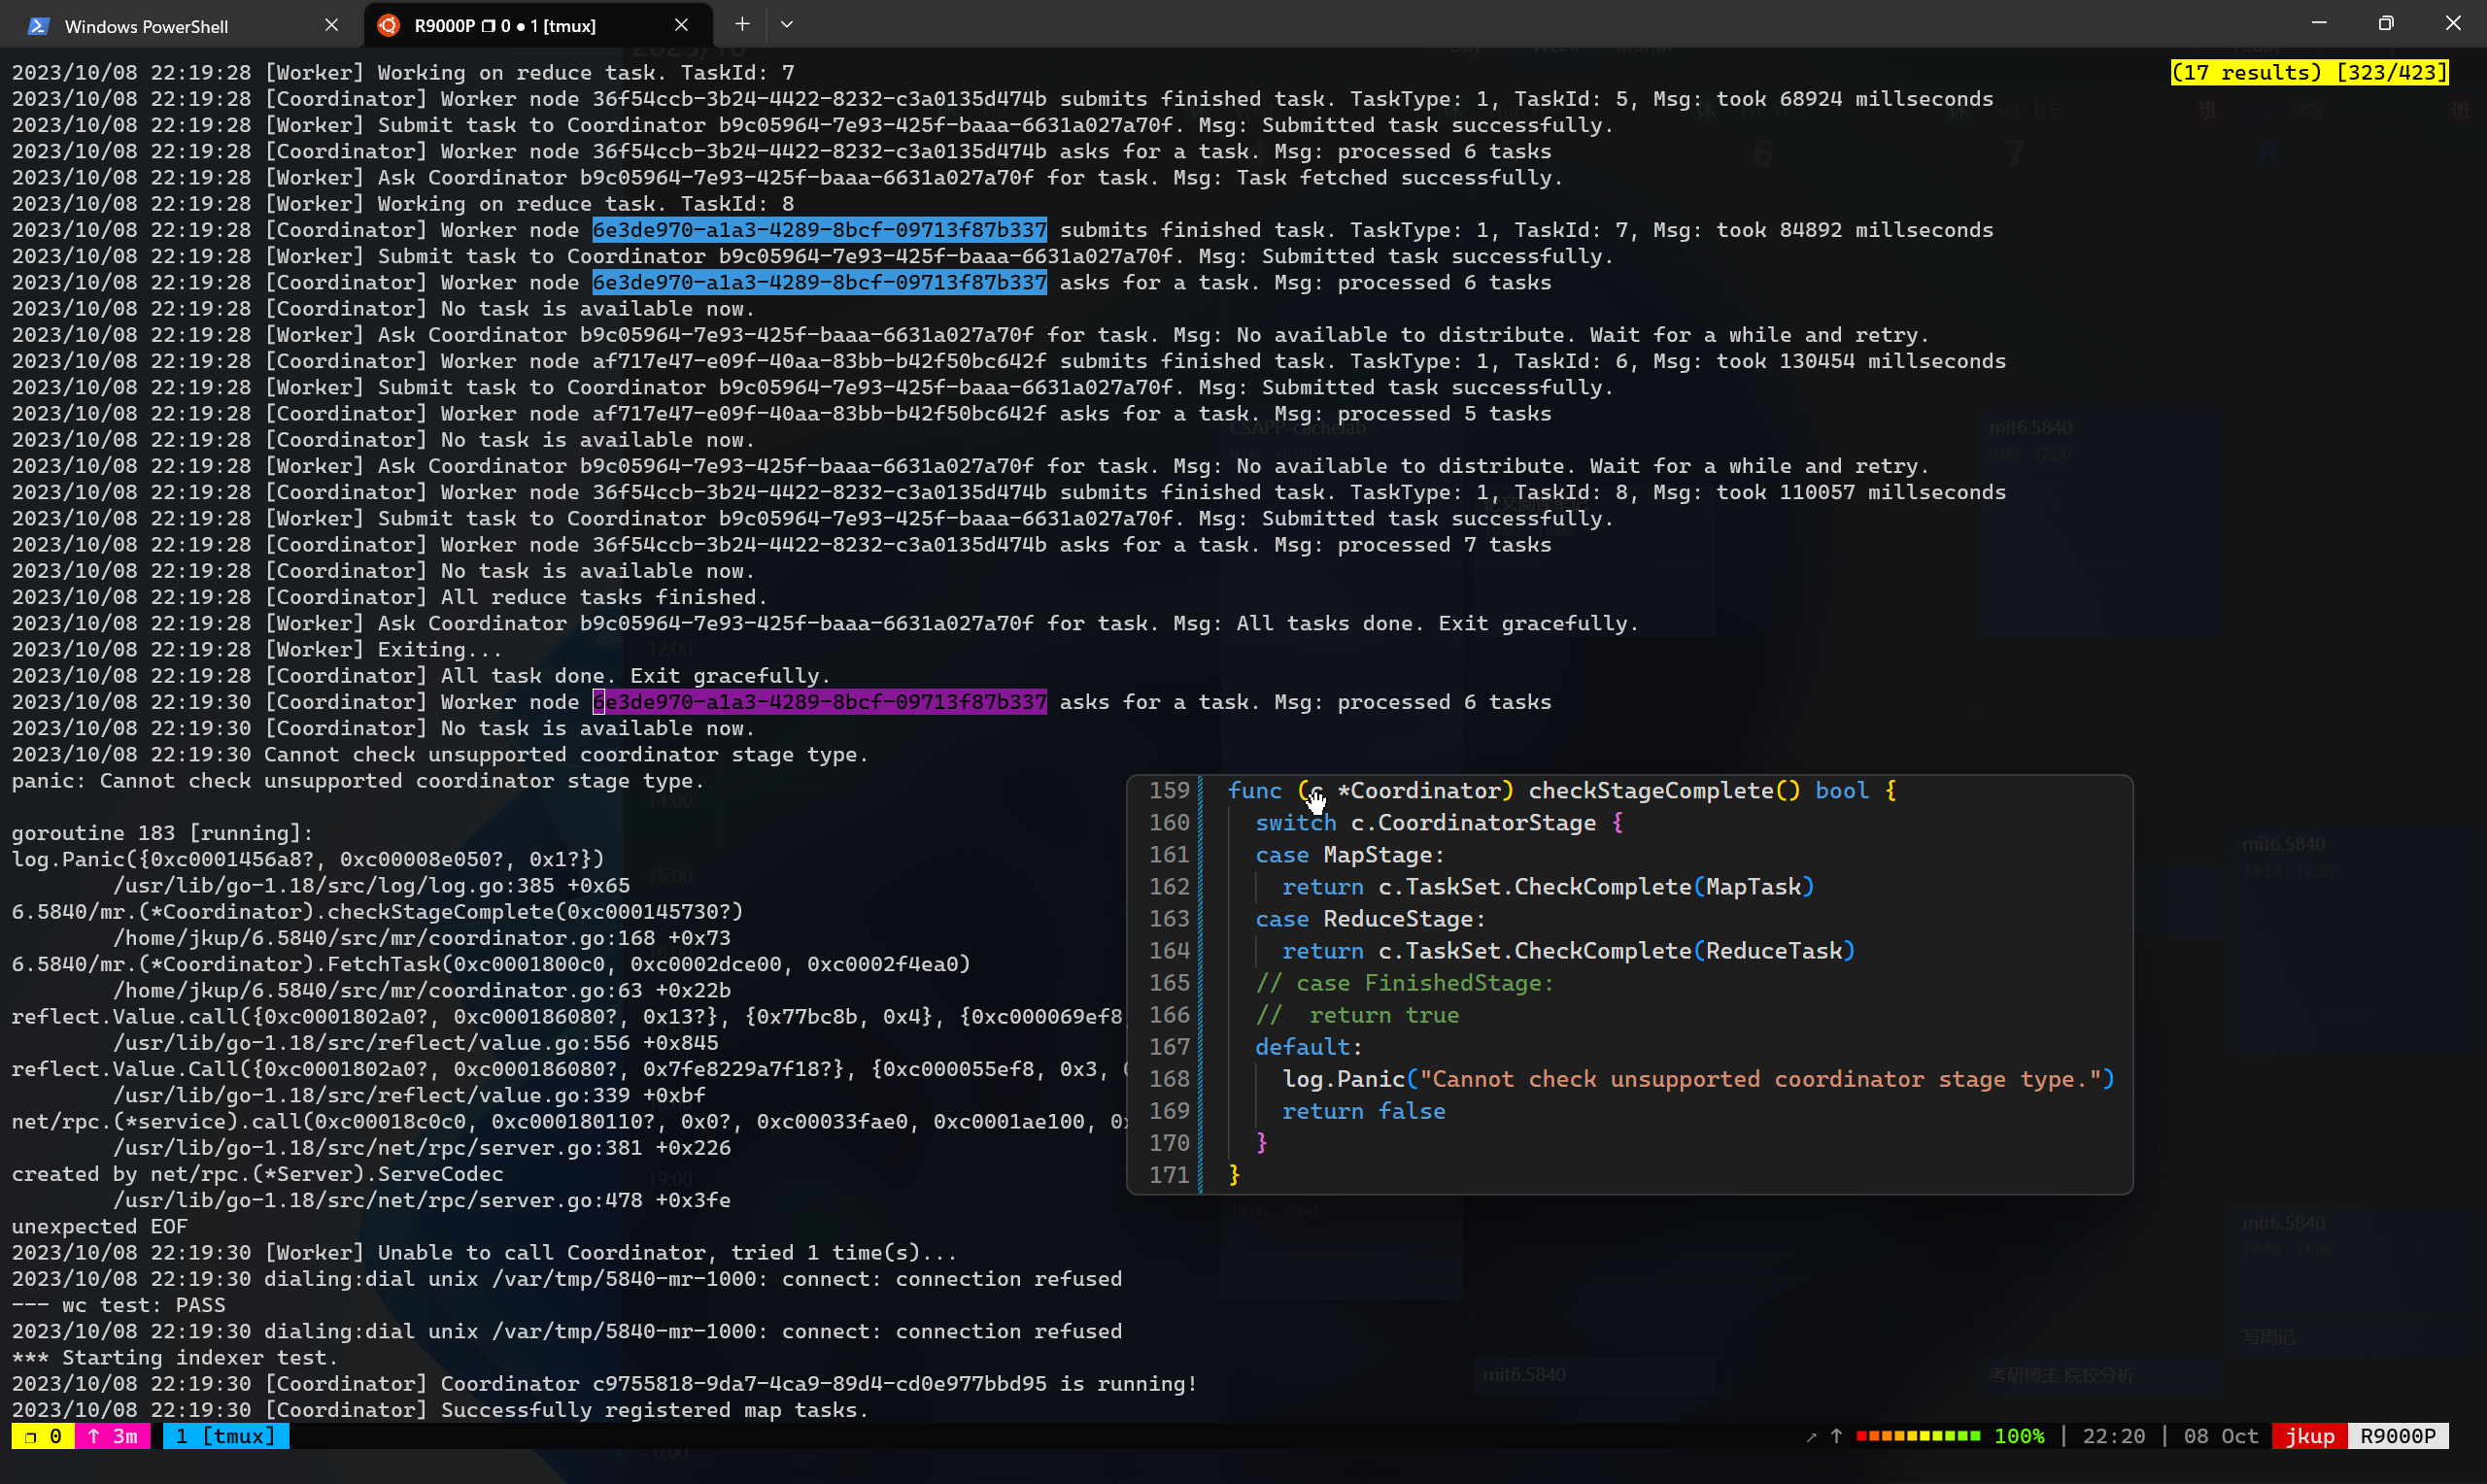 Windows PowerShell
R9000P 0 ● 1 [tmux]
2023/10/08 22:19:28 [Worker] Working on reduce task. TaskId: 7
(17 results) [323/423]
2023/10/08 22:19:28 [Coordinator] Worker node 36f54ccb-3b24-4422-8232-c3a0135d474b submits finished task. TaskType: 1, TaskId: 5, Msg: took 68924 millseconds
2023/10/08 22:19:28 [Worker] Submit task to Coordinator b9c05964-7e93-425f-baaa-6631a027a70f. Msg: Submitted task successfully.
2023/10/08 22:19:28 [Coordinator] Worker node 36f54ccb-3b24-4422-8232-c3a0135d474b asks for a task. Msg: processed 6 tasks
2023/10/08 22:19:28 [Worker] Ask Coordinator b9c05964-7e93-425f-baaa-6631a027a70f for task. Msg: Task fetched successfully.
2023/10/08 22:19:28 [Worker] Working on reduce task. TaskId: 8
2023/10/08 22:19:28 [Coordinator] Worker node 6e3de970-a1a3-4289-8bcf-09713f87b337 submits finished task. TaskType: 1, TaskId: 7, Msg: took 84892 millseconds
2023/10/08 22:19:28 [Worker] Submit task to Coordinator b9c05964-7e93-425f-baaa-6631a027a70f. Msg: Submitted task successfully.
2023/10/08 22:19:28 [Coordinator] Worker node 6e3de970-a1a3-4289-8bcf-09713f87b337 asks for a task. Msg: processed 6 tasks
2023/10/08 22:19:28 [Coordinator] No task is available now.
2023/10/08 22:19:28 [Worker] Ask Coordinator b9c05964-7e93-425f-baaa-6631a027a70f for task. Msg: No available to distribute. Wait for a while and retry.
2023/10/08 22:19:28 [Coordinator] Worker node af717e47-e09f-40aa-83bb-b42f50bc642f submits finished task. TaskType: 1, TaskId: 6, Msg: took 130454 millseconds
2023/10/08 22:19:28 [Worker] Submit task to Coordinator b9c05964-7e93-425f-baaa-6631a027a70f. Msg: Submitted task successfully.
2023/10/08 22:19:28 [Coordinator] Worker node af717e47-e09f-40aa-83bb-b42f50bc642f asks for a task. Msg: processed 5 tasks
2023/10/08 22:19:28 [Coordinator] No task is available now.
2023/10/08 22:19:28 [Worker] Ask Coordinator b9c05964-7e93-425f-baaa-6631a027a70f for task. Msg: No available to distribute. Wait for a while and retry.
2023/10/08 22:19:28 [Coordinator] Worker node 36f54ccb-3b24-4422-8232-c3a0135d474b submits finished task. TaskType: 1, TaskId: 8, Msg: took 110057 millseconds
2023/10/08 22:19:28 [Worker] Submit task to Coordinator b9c05964-7e93-425f-baaa-6631a027a70f. Msg: Submitted task successfully.
2023/10/08 22:19:28 [Coordinator] Worker node 36f54ccb-3b24-4422-8232-c3a0135d474b asks for a task. Msg: processed 7 tasks
2023/10/08 22:19:28 [Coordinator] No task is available now.
2023/10/08 22:19:28 [Coordinator] All reduce tasks finished.
2023/10/08 22:19:28 [Worker] Ask Coordinator b9c05964-7e93-425f-baaa-6631a027a70f for task. Msg: All tasks done. Exit gracefully.
2023/10/08 22:19:28 [Worker] Exiting...
2023/10/08 22:19:28 [Coordinator] All task done. Exit gracefully.
2023/10/08 22:19:30 [Coordinator] Worker node 6e3de970-a1a3-4289-8bcf-09713f87b337 asks for a task. Msg: processed 6 tasks
2023/10/08 22:19:30 [Coordinator] No task is available now.
2023/10/08 22:19:30 Cannot check unsupported coordinator stage type.
panic: Cannot check unsupported coordinator stage type.
goroutine 183 [running]:
log.Panic({0xc0001456a8?, 0xc00008e050?, 0x1?})
/usr/lib/go-1.18/src/log/log.go:385 +0x65
6.5840/mr.(*Coordinator).checkStageComplete(0xc000145730?)
/home/jkup/6.5840/src/mr/coordinator.go:168 +0x73
6.5840/mr.(*Coordinator).FetchTask(0xc0001800c0, 0xc0002dce00, 0xc0002f4ea0)
/home/jkup/6.5840/src/mr/coordinator.go:63 +0x22b
reflect.Value.call({0xc0001802a0?, 0xc000186080?, 0x13?}, {0x77bc8b, 0x4}, {0xc000069ef8
/usr/lib/go-1.18/src/reflect/value.go:556 +0x845
reflect.Value.Call({0xc0001802a0?, 0xc000186080?, 0x7fe8229a7f18?}, {0xc000055ef8, 0x3,
/usr/lib/go-1.18/src/reflect/value.go:339 +0xbf
net/rpc.(*service).call(0xc00018c0c0, 0xc000180110?, 0x0?, 0xc00033fae0, 0xc0001ae100,
/usr/lib/go-1.18/src/net/rpc/server.go:381 +0x226
created by net/rpc.(*Server).ServeCodec
/usr/lib/go-1.18/src/net/rpc/server.go:478 +0x3fe
unexpected EOF
2023/10/08 22:19:30 [Worker] Unable to call Coordinator, tried 1 time(s)...
2023/10/08 22:19:30 dialing:dial unix /var/tmp/5840-mr-1000: connect: connection refused
--- wc test: PASS
2023/10/08 22:19:30 dialing:dial unix /var/tmp/5840-mr-1000: connect: connection refused
*** Starting indexer test.
2023/10/08 22:19:30 [Coordinator] Coordinator c9755818-9da7-4ca9-89d4-cd0e977bbd95 is running!
2023/10/08 22:19:30 [Coordinator] Successfully registered map tasks.
159 func (c *Coordinator) checkStageComplete() bool {
160 switch c.CoordinatorStage {
161 case MapStage:
162 return c.TaskSet.CheckComplete(MapTask)
163 case ReduceStage:
164 return c.TaskSet.CheckComplete(ReduceTask)
165 // case FinishedStage:
166 // return true
167 default:
168 log.Panic("Cannot check unsupported coordinator stage type.")
169 return false
170 }
171 }
0 ↑ 3m 1 [tmux]
↗ ↑ 100% | 22:20 | 08 Oct jkup R9000P